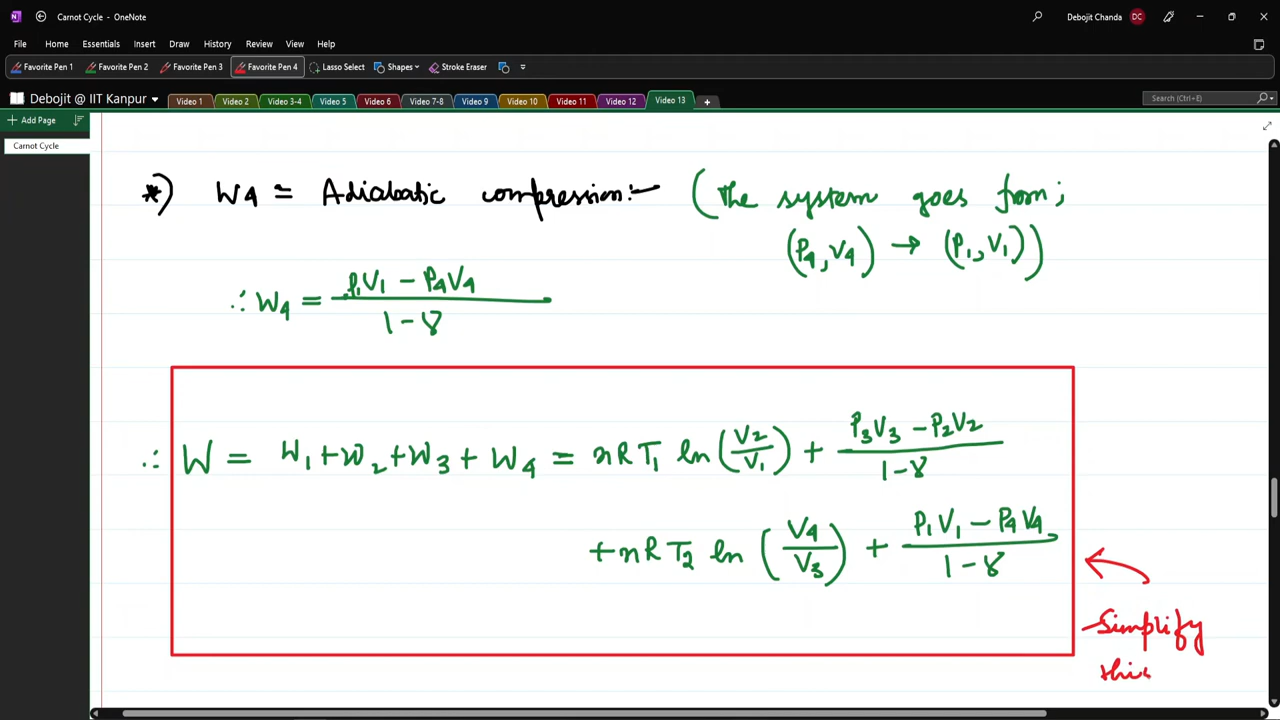 Carnot Cycle - OneNote
Debojit Chanda DC
File Home Essentials Insert Draw History Review View Help
Favorite Pen 1 Favorite Pen 2 Favorite Pen 3 Favorite Pen 4 Lasso Select Shapes Stroke Eraser
Debojit @ IIT Kanpur Video 1 Video 2 Video 3-4 Video 5 Video 6 Video 7-8 Video 9 Video 10 Video 11 Video 12 Video 13 + Search (Ctrl+E)
+ Add Page
Carnot Cycle
*) W4 = Adiabatic compression:- (The system goes from;
(P4, V4) → (P1, V1))
∴ W4 = (P1V1 - P4V4) / (1-γ)
∴ W = W1 + W2 + W3 + W4 = nRT1 ln(V2/V1) + (P3V3 - P2V2) / (1-γ)
+ nRT2 ln(V4/V3) + (P1V1 - P4V4) / (1-γ)
Simplify
this